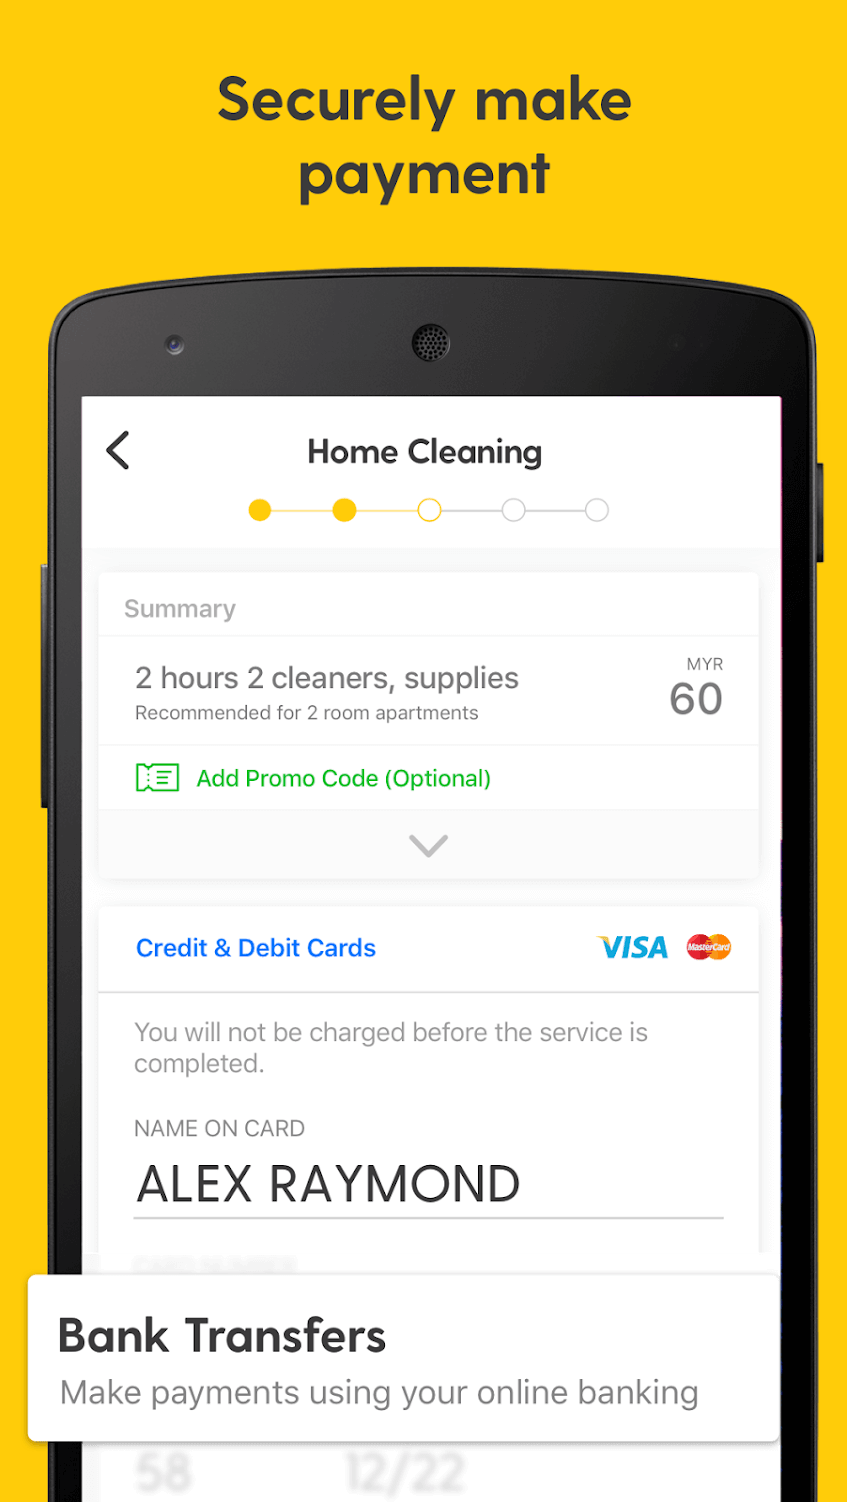 Securely make
payment
Home Cleaning
Summary
2 hours 2 cleaners, supplies
MYR
60
Recommended for 2 room apartments
Add Promo Code (Optional)
Credit & Debit Cards
VISA MasterCard
You will not be charged before the service is
completed.
NAME ON CARD
ALEX RAYMOND
CARD NUMBER
Bank Transfers
Make payments using your online banking
58 12/22